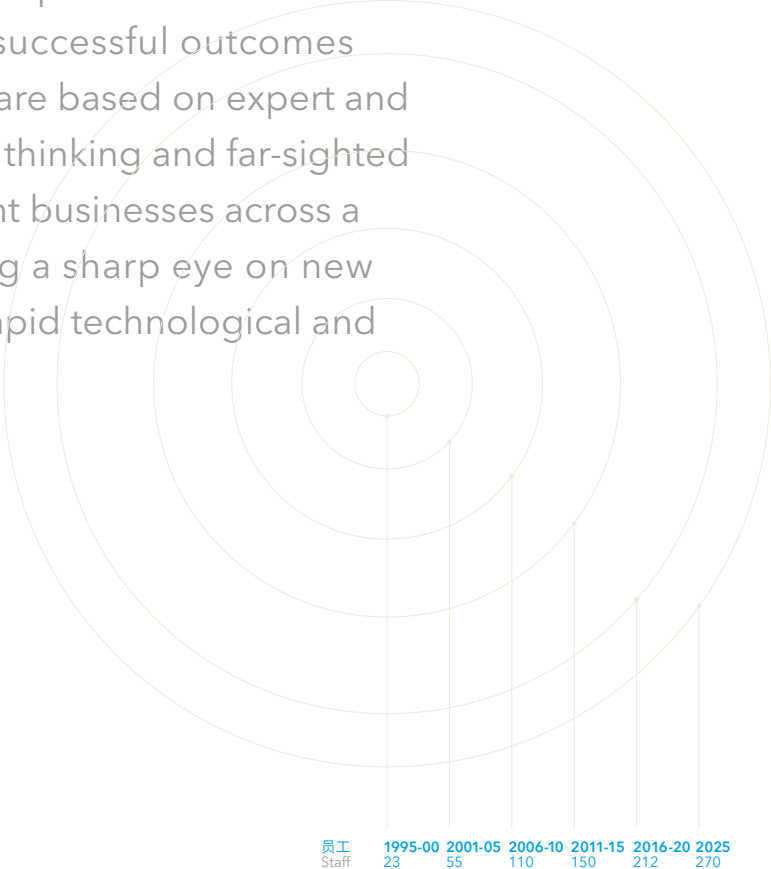 successful outcomes
are based on expert and
thinking and far-sighted
businesses across a
a sharp eye on new
technological and
员工 1995-00 2001-05 2006-10 2011-15 2016-20 2025
Staff 23 55 110 150 212 270